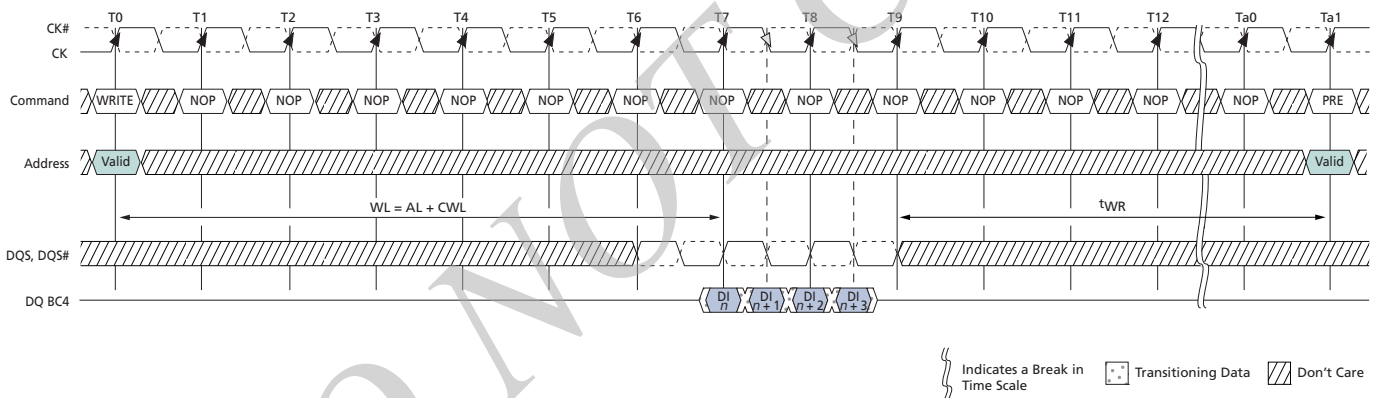 T0 T1 T2 T3 T4 T5 T6 T7 T8 T9 T10 T11 T12 Ta0 Ta1
CK#
CK
Command WRITE NOP NOP NOP NOP NOP NOP NOP NOP NOP NOP NOP NOP NOP PRE
Address Valid Valid
WL = AL + CWL tWR
DQS, DQS#
DQ BC4 DI n DI n + 1 DI n + 2 DI n + 3
Indicates a Break in Time Scale
Transitioning Data
Don't Care
DO NOT C